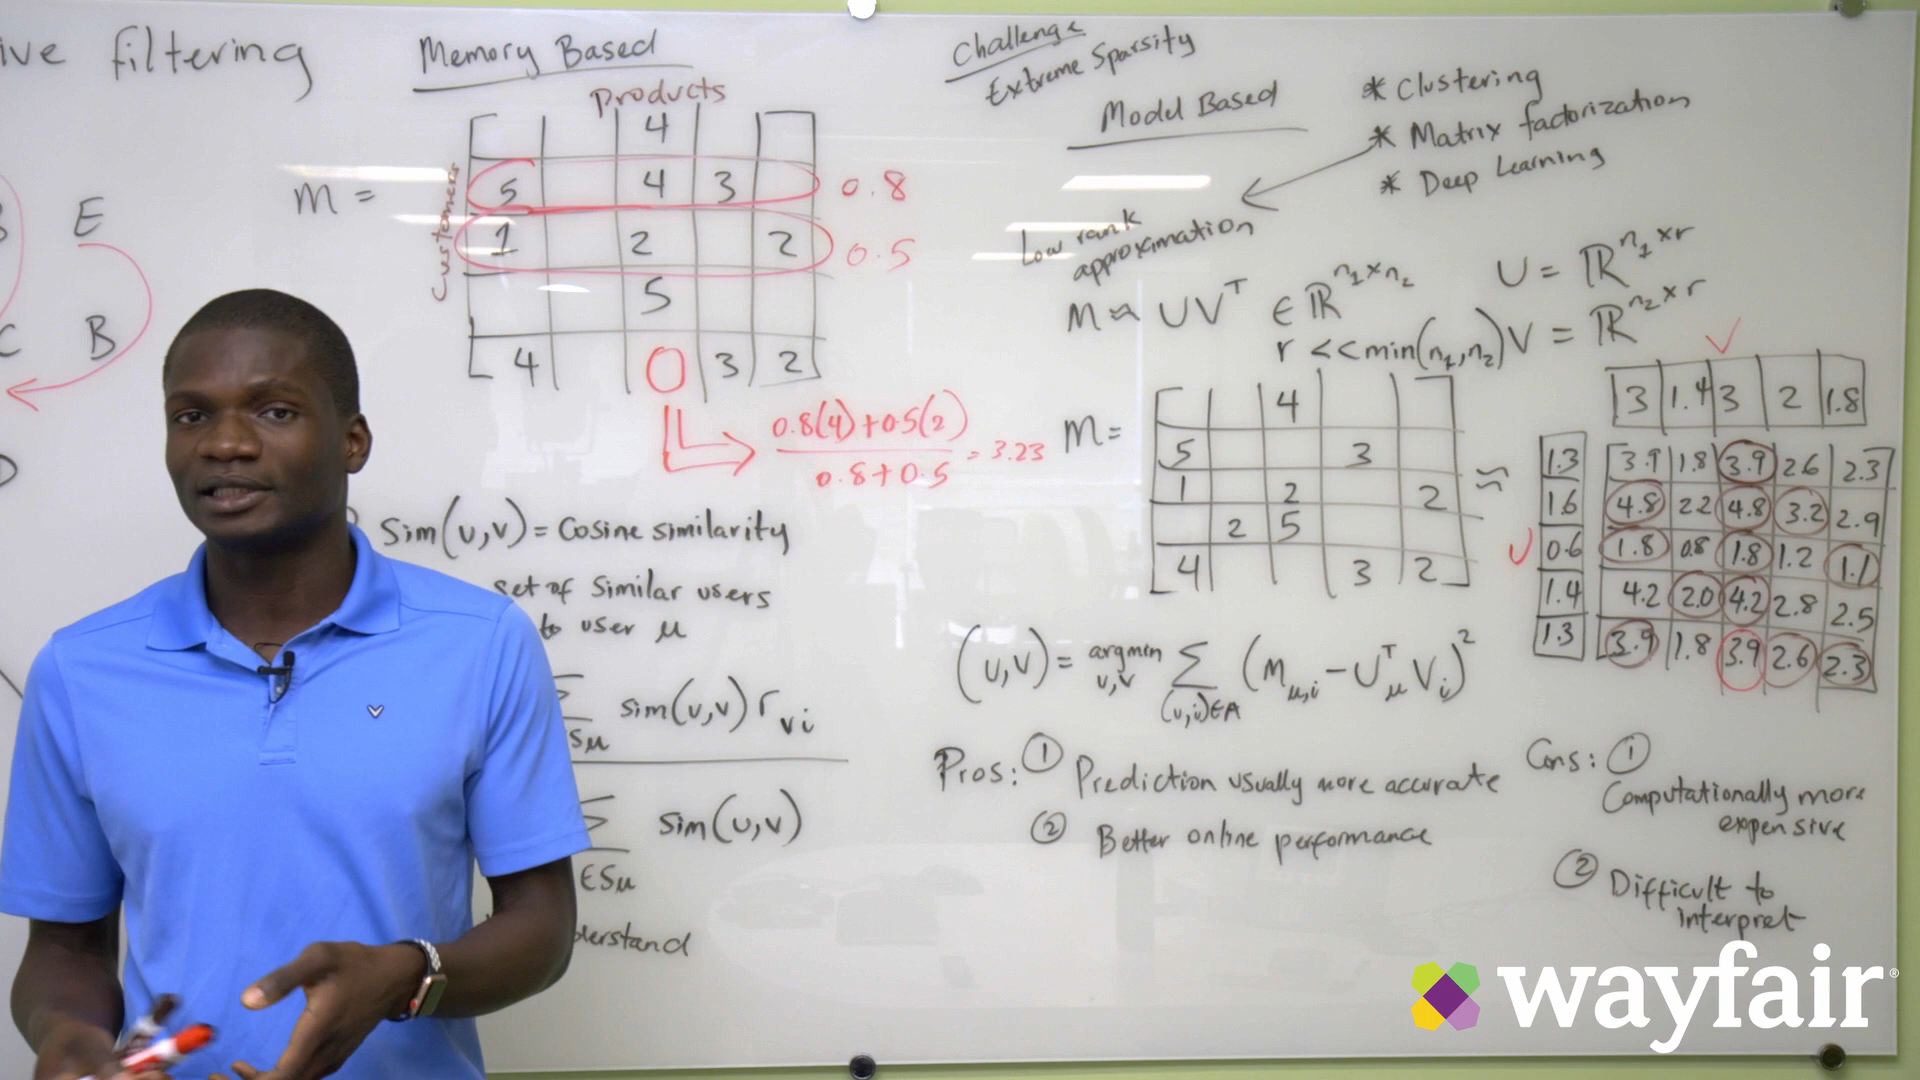 ive filtering
E
C B
D
Memory Based
Products
Customers
M =
4
5 4 3
0.8
1 2 2
0.5
5
4 0 3 2
0.8(4)+0.5(2)
0.8+0.5
= 3.23
Sim(u,v) = Cosine similarity
set of similar users
to user μ
Σ sim(u,v) r vi
Sμ
Σ sim(u,v)
ESμ
derstand
Challenge
Extreme Sparsity
Model Based
* Clustering
* Matrix factorization
* Deep Learning
Low rank
approximation
M ≈ UV^T ∈ ℝ^n₁×n₂
r <<min(n₁,n₂)
U = ℝ^n₁×r
V = ℝ^n₂×r
V
3 1.4 3 2 1.8
M =
4
5 3
1 2 2
2 5
4 3 2
≈
U
1.3
1.6
0.6
1.4
1.3
3.9 1.8 3.9 2.6 2.3
4.8 2.2 4.8 3.2 2.9
1.8 0.8 1.8 1.2 1.1
4.2 2.0 4.2 2.8 2.5
3.9 1.8 3.9 2.6 2.3
(u,v) = argmin u,v Σ (u,i)∈A (M μ,i - U^T μ V i)²
Pros: ① Prediction usually more accurate
② Better online performance
Cons: ①
Computationally more
expensive
② Difficult to
interpret
wayfair®